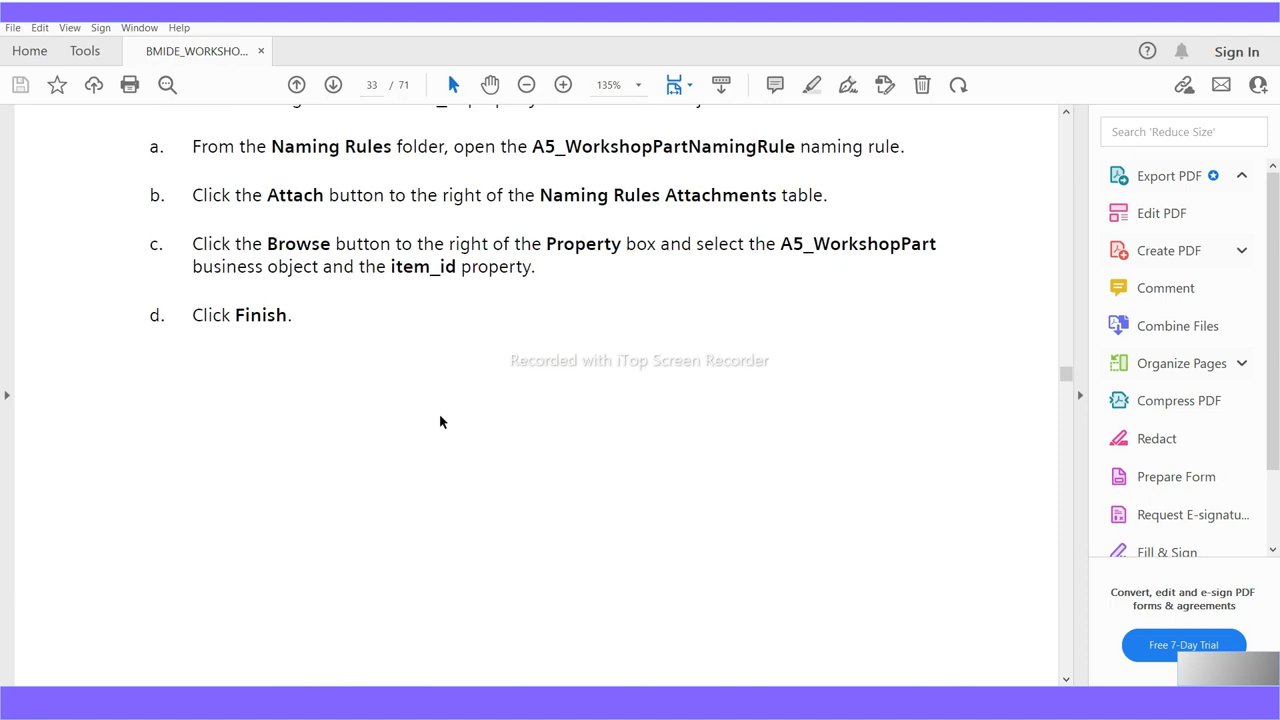 File Edit View Sign Window Help
Home Tools BMIDE_WORKSHO... × Sign In
33 / 71 135%
a. From the Naming Rules folder, open the A5_WorkshopPartNamingRule naming rule.
b. Click the Attach button to the right of the Naming Rules Attachments table.
c. Click the Browse button to the right of the Property box and select the A5_WorkshopPart
business object and the item_id property.
d. Click Finish.
Recorded with iTop Screen Recorder
Search 'Reduce Size'
Export PDF
Edit PDF
Create PDF
Comment
Combine Files
Organize Pages
Compress PDF
Redact
Prepare Form
Request E-signatu...
Fill & Sign
Convert, edit and e-sign PDF
forms & agreements
Free 7-Day Trial